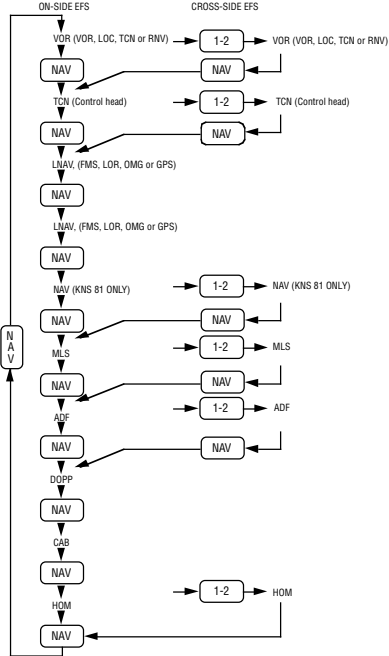 ON-SIDE EFS CROSS-SIDE EFS
VOR (VOR, LOC, TCN or RNV) 1-2 VOR (VOR, LOC, TCN or RNV)
NAV NAV
TCN (Control head) 1-2 TCN (Control head)
NAV NAV
LNAV, (FMS, LOR, OMG or GPS)
NAV
LNAV, (FMS, LOR, OMG or GPS)
NAV
NAV (KNS 81 ONLY) 1-2 NAV (KNS 81 ONLY)
NAV NAV
NAV
MLS 1-2 MLS
NAV NAV
ADF 1-2 ADF
NAV NAV
DOPP
NAV
CAB
NAV
HOM 1-2 HOM
NAV